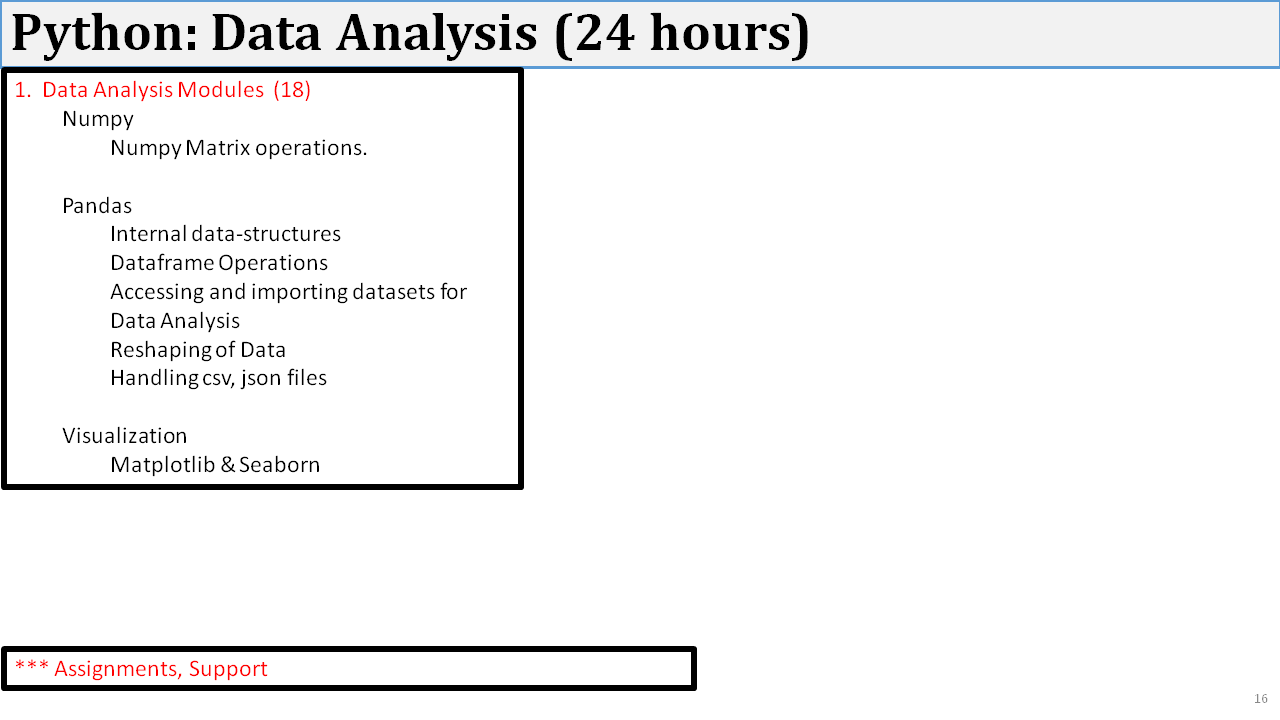 Python: Data Analysis (24 hours)
1. Data Analysis Modules (18)
Numpy
Numpy Matrix operations.
Pandas
Internal data-structures
Dataframe Operations
Accessing and importing datasets for
Data Analysis
Reshaping of Data
Handling csv, json files
Visualization
Matplotlib & Seaborn
*** Assignments, Support
16